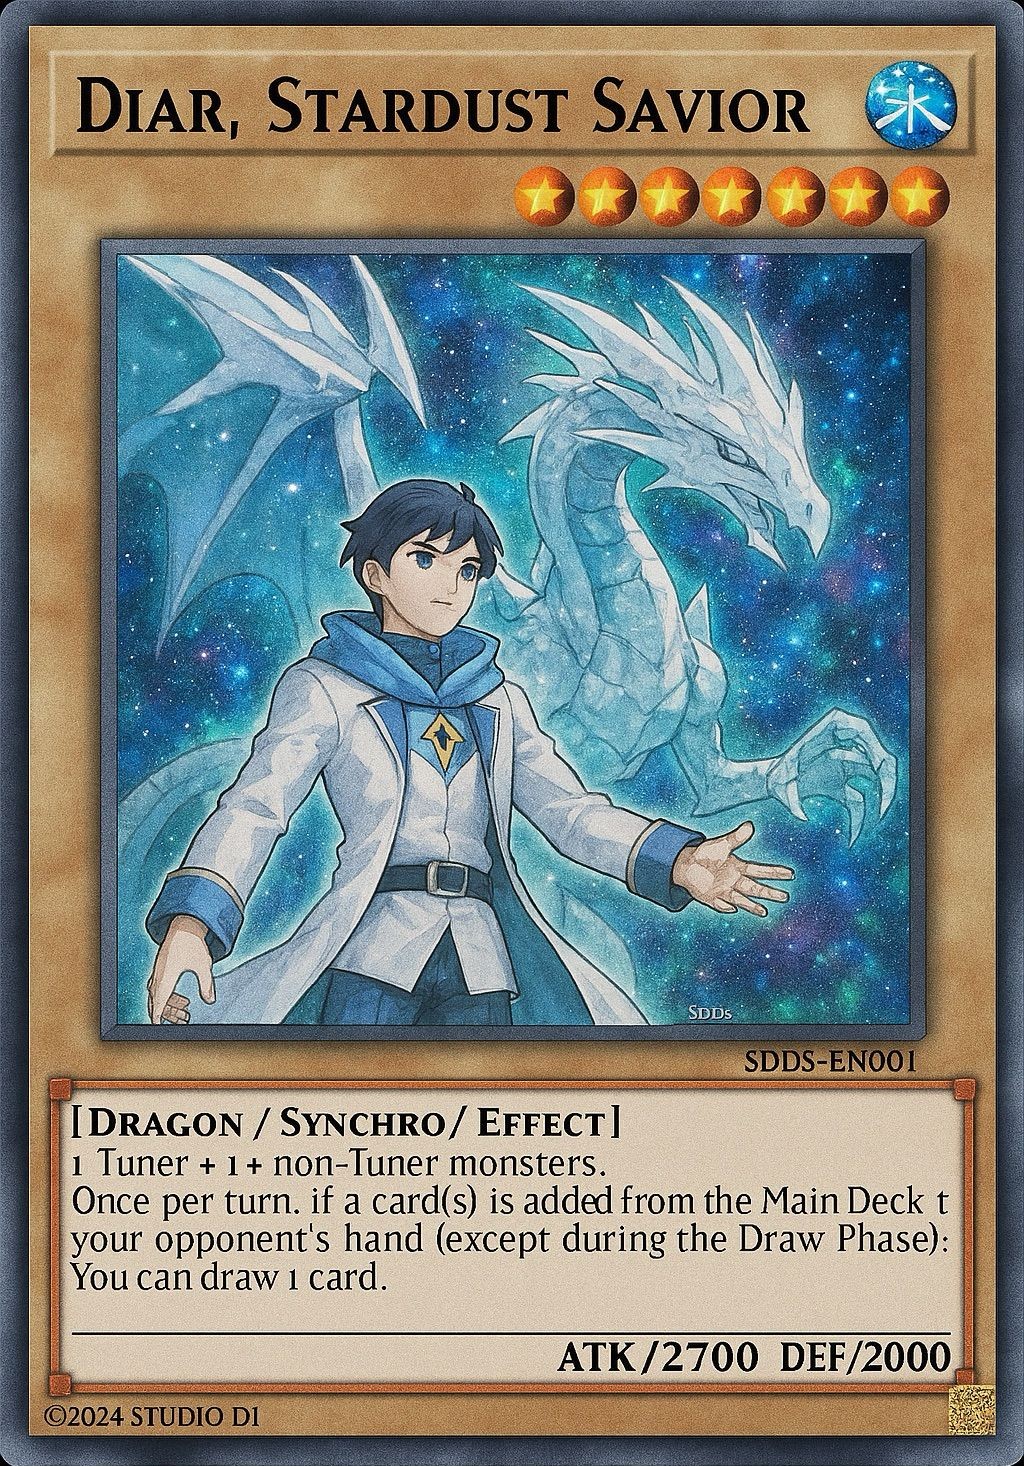 Diar, Stardust Savior
水
SDDs
SDDS-EN001
[Dragon / Synchro/ Effect]
1 Tuner + 1+ non-Tuner monsters.
Once per turn. if a card(s) is added from the Main Deck t
your opponent's hand (except during the Draw Phase):
You can draw 1 card.
ATK/2700 DEF/2000
©2024 STUDIO D1